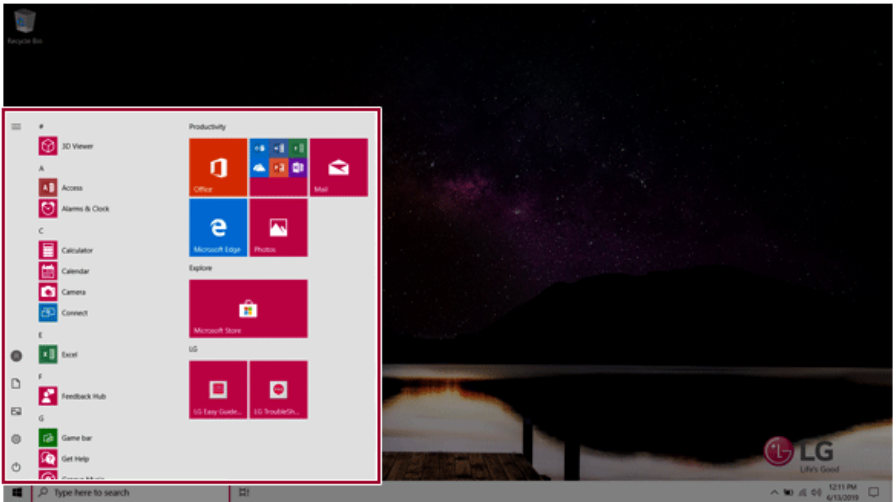 Recycle Bin
#
3D Viewer
A
Access
Alarms & Clock
C
Calculator
Calendar
Camera
Connect
E
Excel
F
Feedback Hub
G
Game bar
Get Help
Productivity
Office
Mail
Microsoft Edge
Photos
Explore
Microsoft Store
LG
LG Easy Guide...
LG TroubleSh...
LG
Life's Good
Type here to search
12:11 PM
6/13/2019